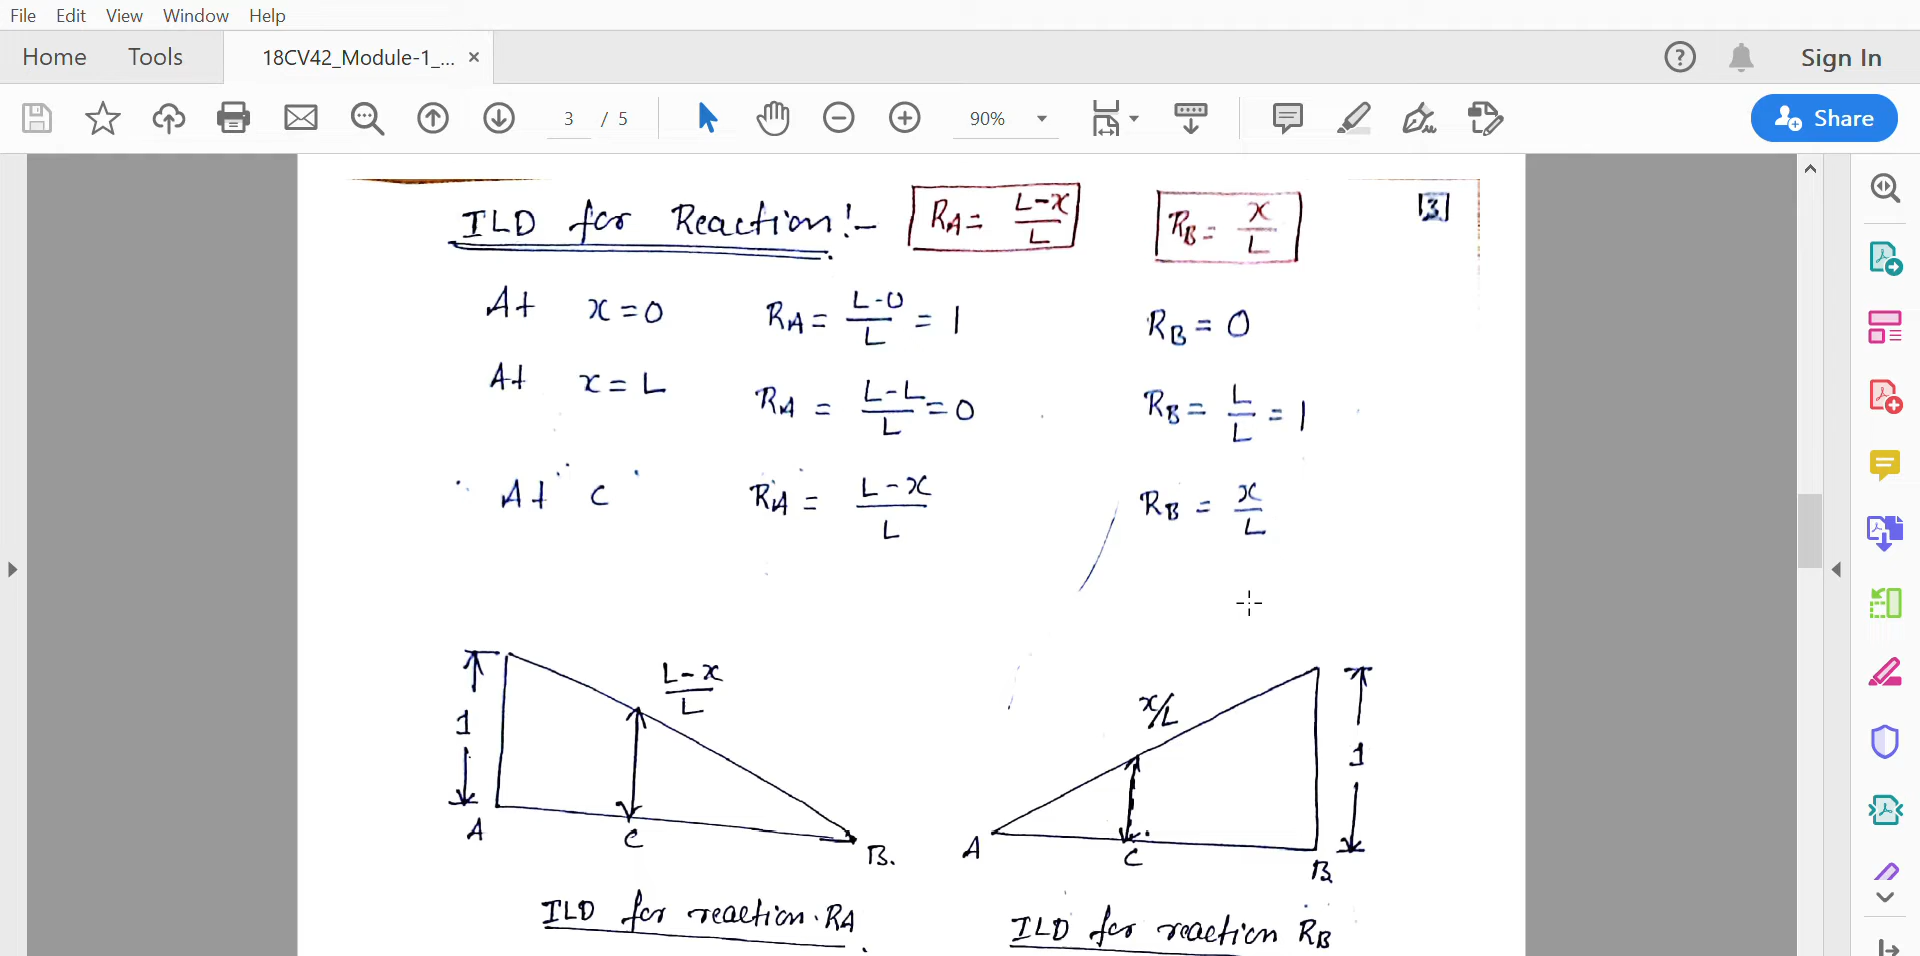 File Edit View Window Help
Home Tools 18CV42_Module-1_... × Sign In
3 / 5 90% Share
ILD for Reaction:- RA = L-x/L RB = x/L 3
At x=0 RA = L-0/L = 1 RB = 0
At x = L RA = L-L/L = 0 RB = L/L = 1
∴ At C RA = L-x/L RB = x/L
L-x/L x/L
1 1
A C B. A C B
ILD for reaction. RA ILD for reaction RB